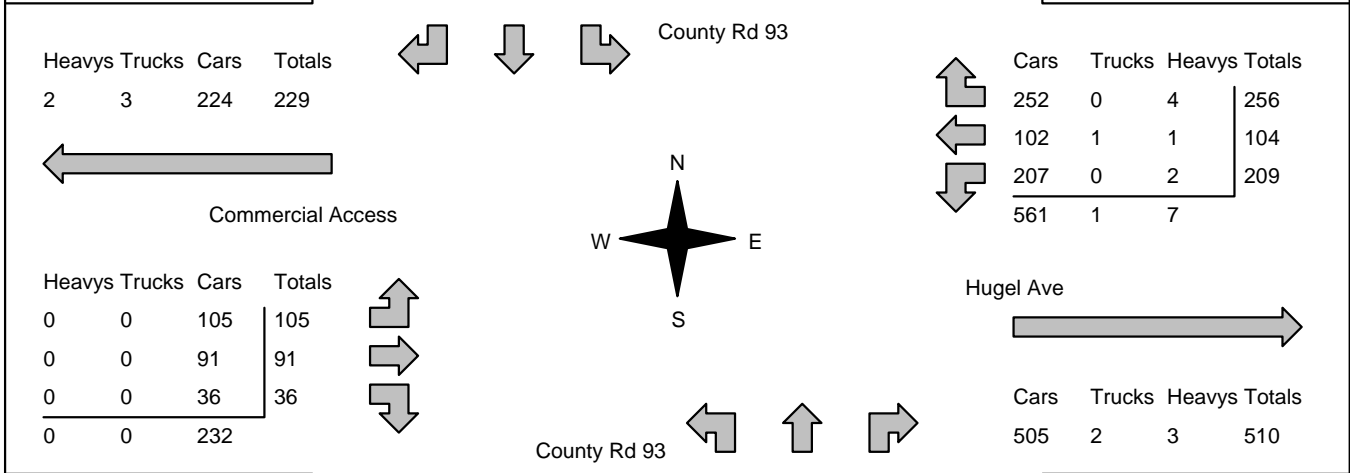 County Rd 93
Heavys Trucks Cars Totals
2 3 224 229
Cars Trucks Heavys Totals
252 0 4 256
102 1 1 104
207 0 2 209
561 1 7
Commercial Access
N
W E
S
Heavys Trucks Cars Totals
0 0 105 105
0 0 91 91
0 0 36 36
0 0 232
Hugel Ave
Cars Trucks Heavys Totals
505 2 3 510
County Rd 93